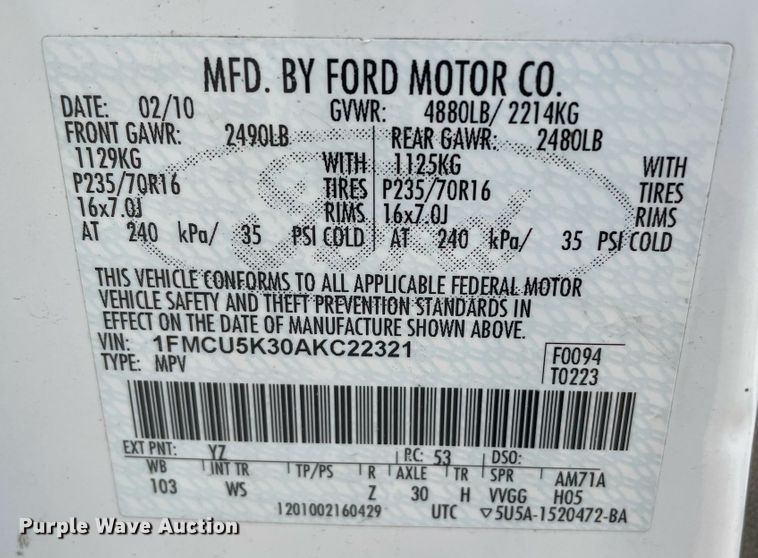 MFD. BY FORD MOTOR CO.
DATE: 02/10 GVWR: 4880LB/ 2214KG
FRONT GAWR: 2490LB REAR GAWR: 2480LB
1129KG WITH 1125KG WITH
P235/70R16 TIRES P235/70R16 TIRES
16x7.0J RIMS 16x7.0J RIMS
AT 240 kPa/ 35 PSI COLD AT 240 kPa/ 35 PSI COLD
Ford
THIS VEHICLE CONFORMS TO ALL APPLICABLE FEDERAL MOTOR
VEHICLE SAFETY AND THEFT PREVENTION STANDARDS IN
EFFECT ON THE DATE OF MANUFACTURE SHOWN ABOVE.
VIN: 1FMCU5K30AKC22321 F0094
TYPE: MPV T0223
EXT PNT: YZ RC: 53 DSO:
WB INT TR TP/PS R AXLE TR SPR AM71A
103 WS Z 30 H VVGG H05
1201002160429 UTC ▽5U5A-1520472-BA
Purple Wave Auction